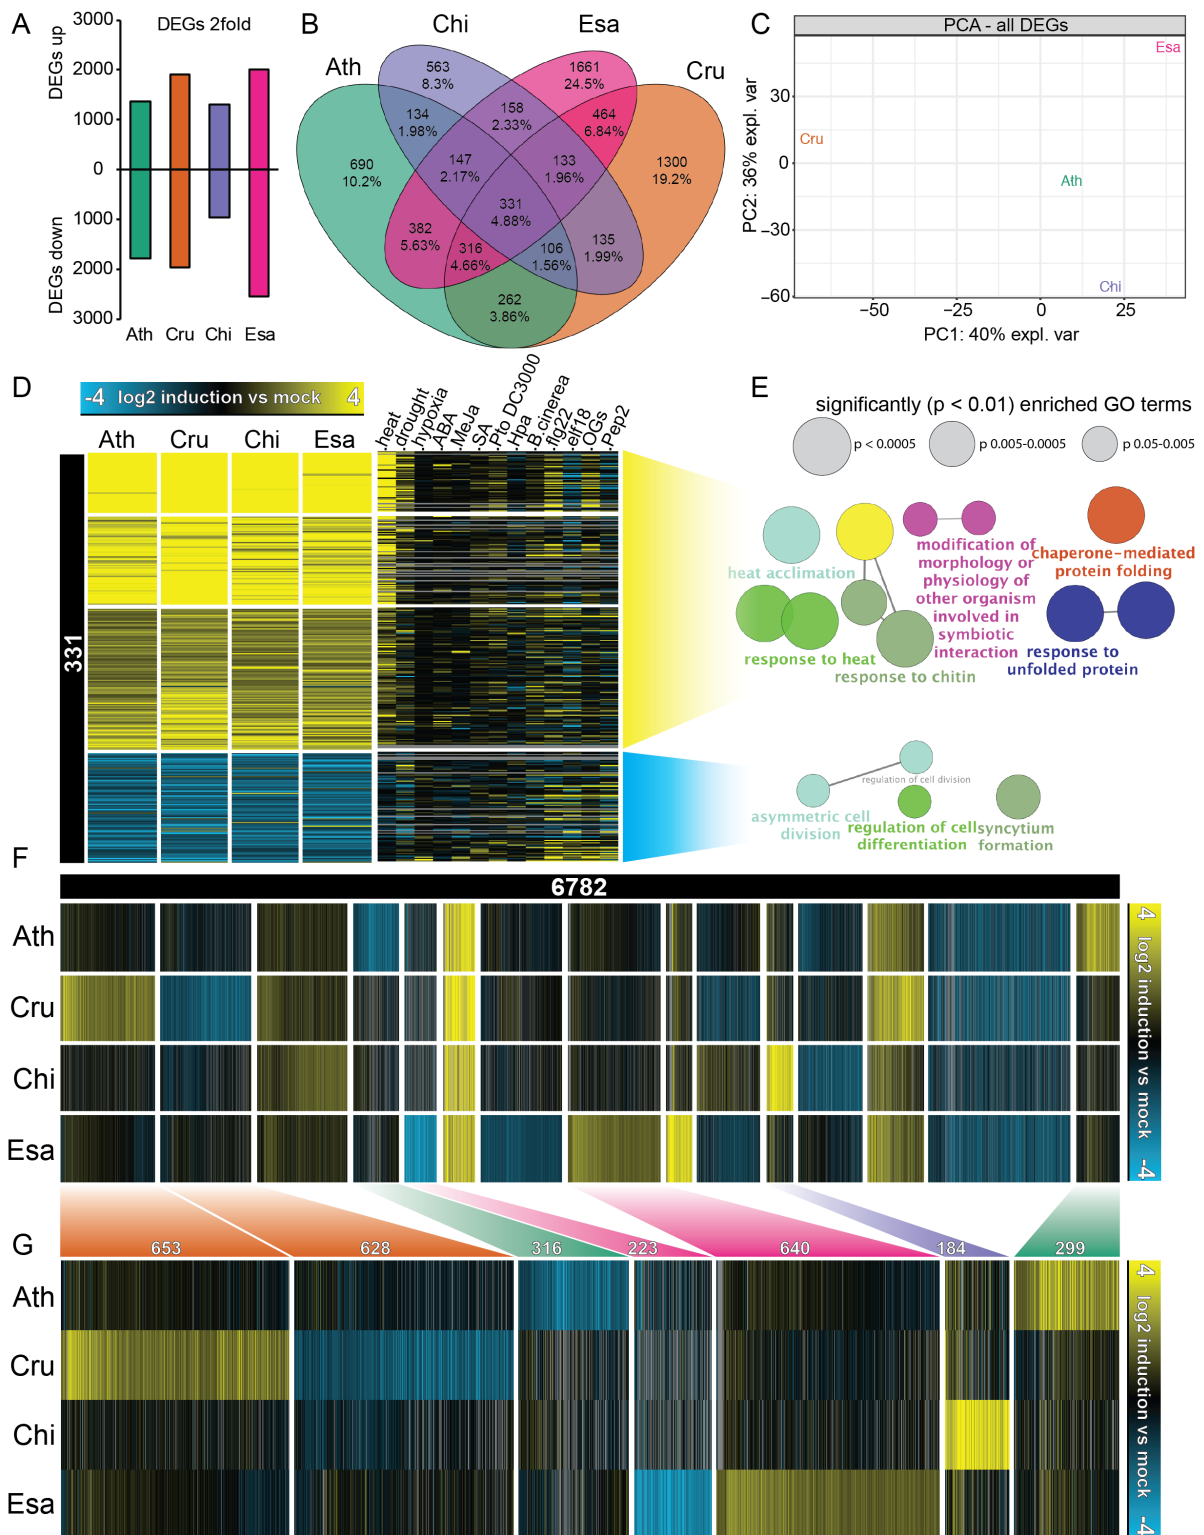 A
DEGs 2fold
3000
2000
1000
0
1000
2000
3000
DEGs up
DEGs down
Ath
Cru
Chi
Esa
B
Ath
Chi
Esa
Cru
563
8.3%
1661
24.5%
134
1.98%
158
2.33%
464
6.84%
690
10.2%
147
2.17%
133
1.96%
1300
19.2%
331
4.88%
382
5.63%
316
4.66%
106
1.56%
135
1.99%
262
3.86%
C
PCA - all DEGs
PC2: 36% expl. var
30
0
−30
−60
Esa
Cru
Ath
Chi
−50
−25
0
25
PC1: 40% expl. var
D
-4 log2 induction vs mock 4
Ath
Cru
Chi
Esa
heat
drought
hypoxia
ABA
MeJa
SA
Pto DC3000
Hpa
B.cinerea
flg22
elf18
OGs
Pep2
331
E
significantly (p < 0.01) enriched GO terms
p < 0.0005
p 0.005-0.0005
p 0.05-0.005
heat acclimation
modification of
morphology or
physiology of
other organism
involved in
symbiotic
interaction
chaperone-mediated
protein folding
response to heat
response to chitin
response to
unfolded protein
regulation of cell division
asymmetric cell
division
regulation of cell
differentiation
syncytium
formation
F
6782
Ath
Cru
Chi
Esa
4 log2 induction vs mock -4
G
653
628
316
223
640
184
299
Ath
Cru
Chi
Esa
4 log2 induction vs mock -4